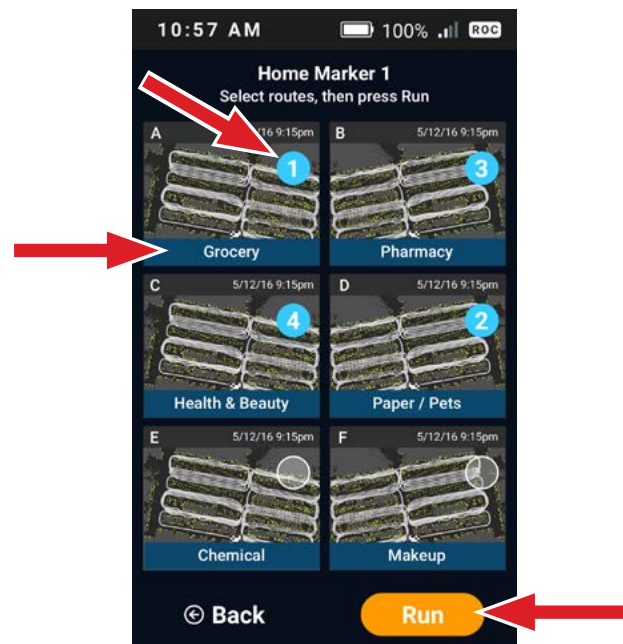 10:57 AM 100% ROC
Home Marker 1
Select routes, then press Run
A /16 9:15pm B 5/12/16 9:15pm
1 3
Grocery Pharmacy
C 5/12/16 9:15pm D 5/12/16 9:15pm
4 2
Health & Beauty Paper / Pets
E 5/12/16 9:15pm F 5/12/16 9:15pm
Chemical Makeup
Back Run